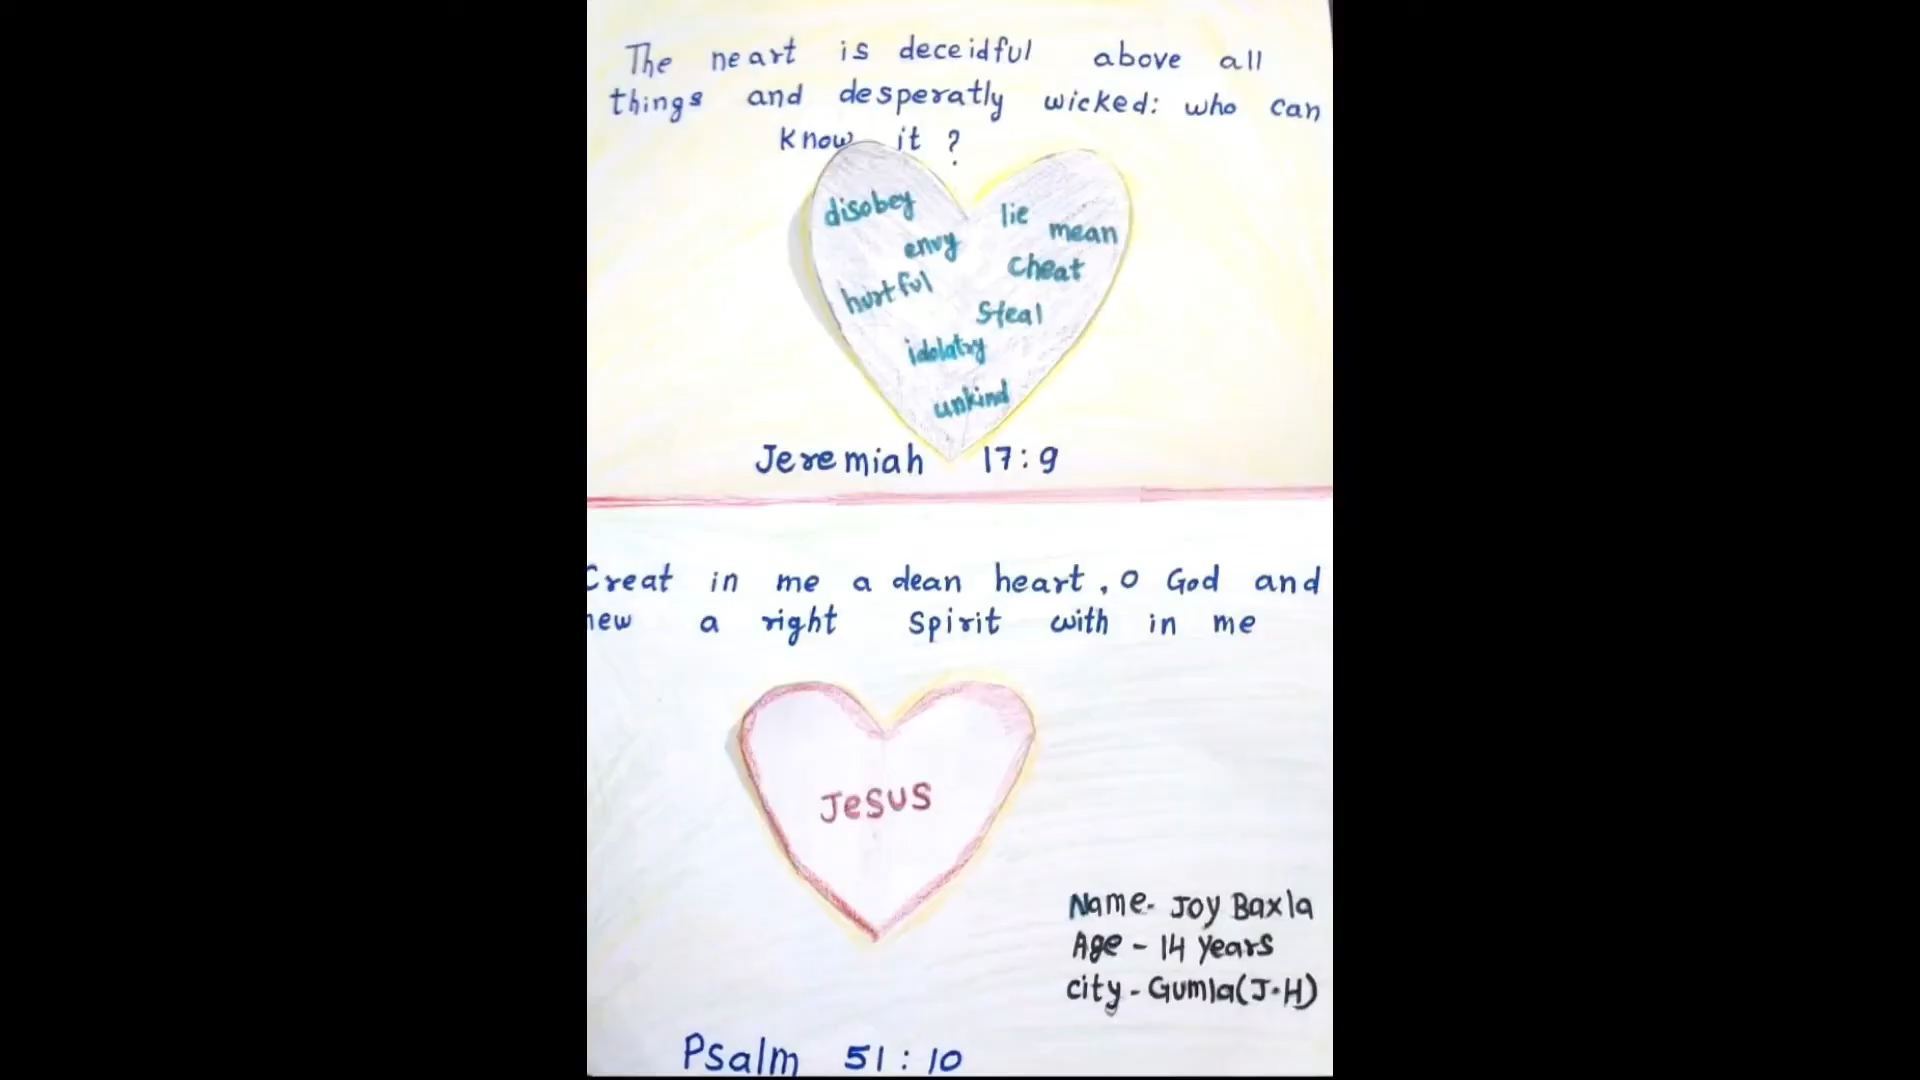 The neart is deceidful above all
things and desperatly wicked: who can
know it ?
disobey
lie
mean
envy
cheat
hurtful
steal
idolatry
unkind
Jeremiah 17:9
Creat in me a dean heart, o God and
new a right Spirit with in me
JeSUS
Name- Joy Baxla
Age - 14 years
city - Gumla(J.H)
Psalm 51:10